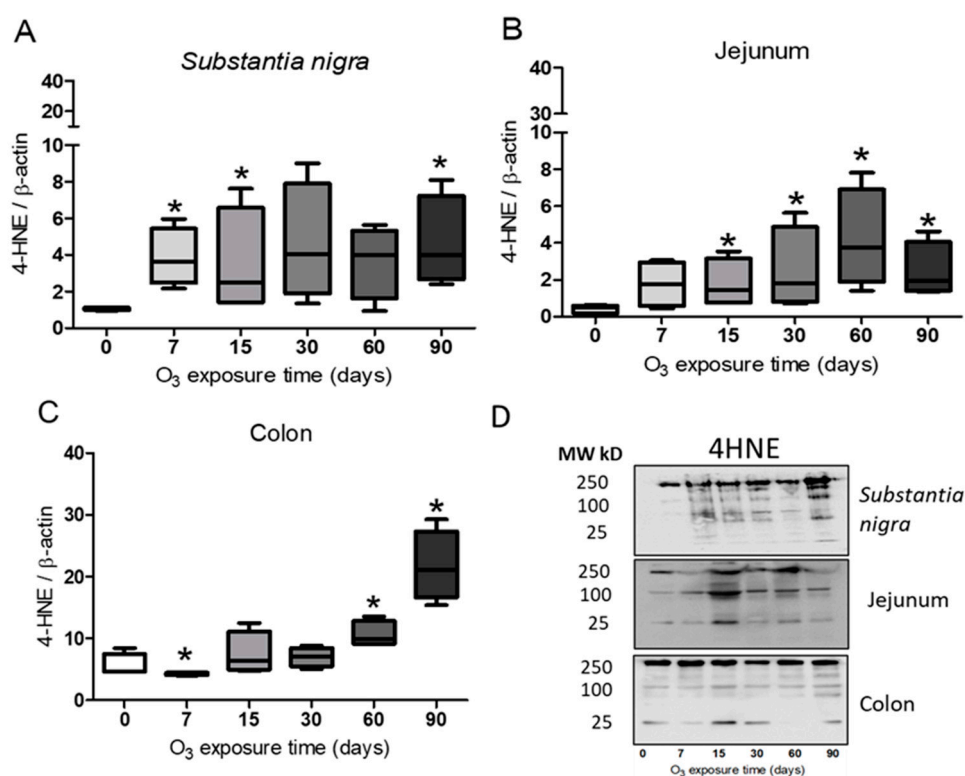 A
Substantia nigra
4-HNE / β-actin
40
30
20
10
8
6
4
2
0
*
*
*
0 7 15 30 60 90
O3 exposure time (days)
B
Jejunum
4-HNE / β-actin
40
30
10
8
6
4
2
0
*
*
*
*
0 7 15 30 60 90
O3 exposure time (days)
C
Colon
4-HNE / β-actin
40
30
20
10
0
*
*
*
0 7 15 30 60 90
O3 exposure time (days)
D
4HNE
MW kD
250
100
25
Substantia
nigra
250
100
25
Jejunum
250
100
25
Colon
0 7 15 30 60 90
O3 exposure time (days)